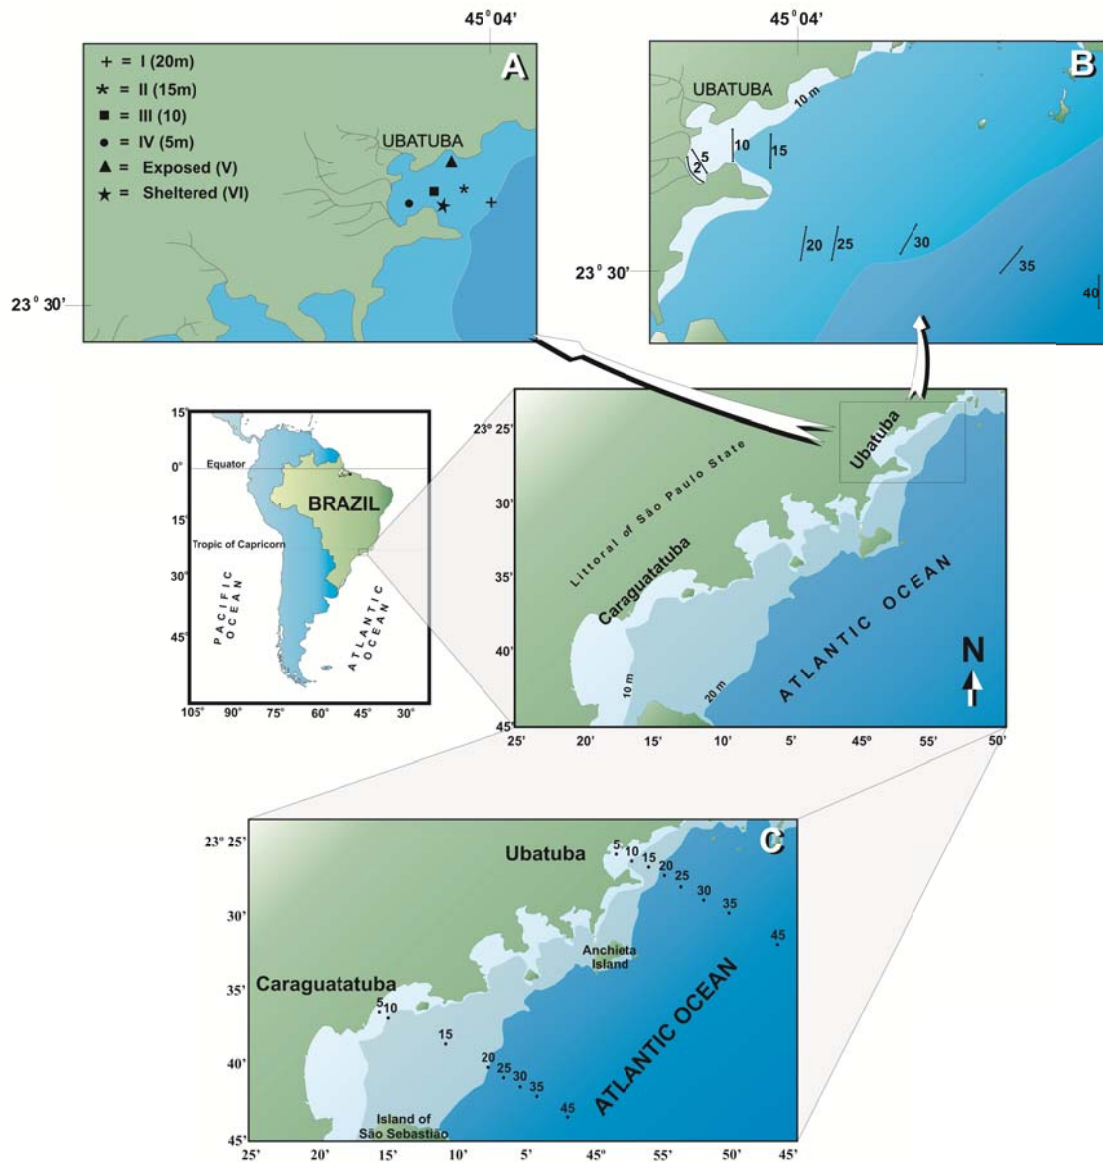 45° 04'
A
+ = I (20m)
* = II (15m)
■ = III (10)
● = IV (5m)
▲ = Exposed (V)
★ = Sheltered (VI)
UBATUBA
23° 30'
45° 04'
B
UBATUBA
10 m
5
2
10
15
20
25
30
35
40
23° 30'
15°
Equator
0°
BRAZIL
15°
Tropic of Capricorn
30°
45°
PACIFIC
OCEAN
ATLANTIC
OCEAN
105° 90° 75° 60° 45° 30°
23° 25'
30'
35'
40'
45'
Ubatuba
Littoral of São Paulo State
Caraguatatuba
ATLANTIC OCEAN
N
10 m
20 m
25' 20' 15' 10' 5' 45° 55' 50'
C
23° 25'
30'
35'
40'
45'
Ubatuba
5
10
15
20
25
30
35
45
Anchieta
Island
Caraguatatuba
5
10
15
20
25
30
35
45
ATLANTIC OCEAN
Island of
São Sebastião
25' 20' 15' 10' 5' 45° 55' 50' 45'